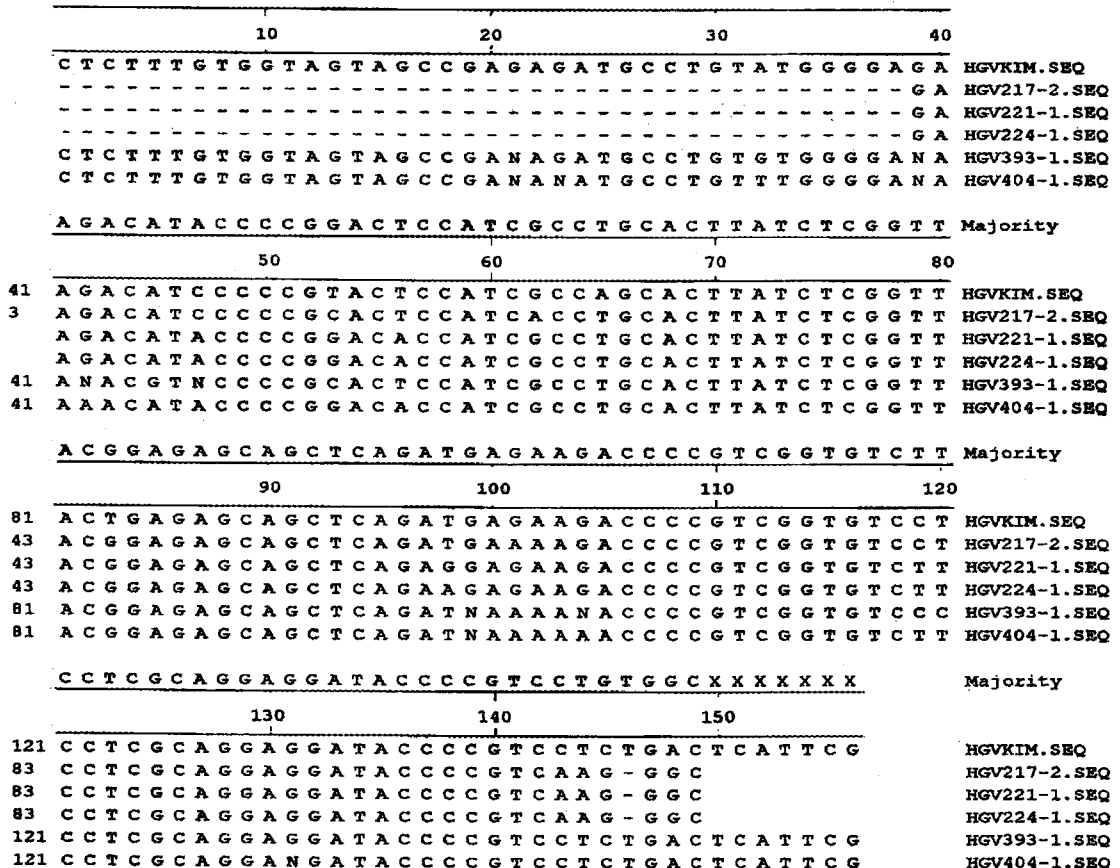 10 20 30 40
C T C T T T G T G G T A G T A G C C G A G A G A T G C C T G T A T G G G G A G A HGVKIM.SEQ
- - - - - - - - - - - - - - - - - - - - - - - - - - - - - - - - - - - - - - G A HGV217-2.SEQ
- - - - - - - - - - - - - - - - - - - - - - - - - - - - - - - - - - - - - - G A HGV221-1.SEQ
- - - - - - - - - - - - - - - - - - - - - - - - - - - - - - - - - - - - - - G A HGV224-1.SEQ
C T C T T T G T G G T A G T A G C C G A N A G A T G C C T G T G T G G G G A N A HGV393-1.SEQ
C T C T T T G T G G T A G T A G C C G A N A N A T G C C T G T T T G G G G A N A HGV404-1.SEQ
A G A C A T A C C C C G G A C T C C A T C G C C T G C A C T T A T C T C G G T T Majority
50 60 70 80
41 A G A C A T C C C C C G T A C T C C A T C G C C A G C A C T T A T C T C G G T T HGVKIM.SEQ
3 A G A C A T C C C C C G C A C T C C A T C A C C T G C A C T T A T C T C G G T T HGV217-2.SEQ
A G A C A T A C C C C G G A C A C C A T C G C C T G C A C T T A T C T C G G T T HGV221-1.SEQ
A G A C A T A C C C C G G A C A C C A T C G C C T G C A C T T A T C T C G G T T HGV224-1.SEQ
41 A N A C G T N C C C C G C A C T C C A T C G C C T G C A C T T A T C T C G G T T HGV393-1.SEQ
41 A A A C A T A C C C C G G A C A C C A T C G C C T G C A C T T A T C T C G G T T HGV404-1.SEQ
A C G G A G A G C A G C T C A G A T G A G A A G A C C C C G T C G G T G T C T T Majority
90 100 110 120
81 A C T G A G A G C A G C T C A G A T G A G A A G A C C C C G T C G G T G T C C T HGVKIM.SEQ
43 A C G G A G A G C A G C T C A G A T G A A A A G A C C C C G T C G G T G T C C T HGV217-2.SEQ
43 A C G G A G A G C A G C T C A G A G G A G A A G A C C C C G T C G G T G T C T T HGV221-1.SEQ
43 A C G G A G A G C A G C T C A G A A G A G A A G A C C C C G T C G G T G T C T T HGV224-1.SEQ
81 A C G G A G A G C A G C T C A G A T N A A A A N A C C C C G T C G G T G T C C C HGV393-1.SEQ
81 A C G G A G A G C A G C T C A G A T N A A A A A A C C C C G T C G G T G T C T T HGV404-1.SEQ
C C T C G C A G G A G G A T A C C C C G T C C T G T G G C X X X X X X X Majority
130 140 150
121 C C T C G C A G G A G G A T A C C C C G T C C T C T G A C T C A T T C G HGVKIM.SEQ
83 C C T C G C A G G A G G A T A C C C C G T C A A G - G G C HGV217-2.SEQ
83 C C T C G C A G G A G G A T A C C C C G T C A A G - G G C HGV221-1.SEQ
83 C C T C G C A G G A G G A T A C C C C G T C A A G - G G C HGV224-1.SEQ
121 C C T C G C A G G A G G A T A C C C C G T C C T C T G A C T C A T T C G HGV393-1.SEQ
121 C C T C G C A G G A N G A T A C C C C G T C C T C T G A C T C A T T C G HGV404-1.SEQ